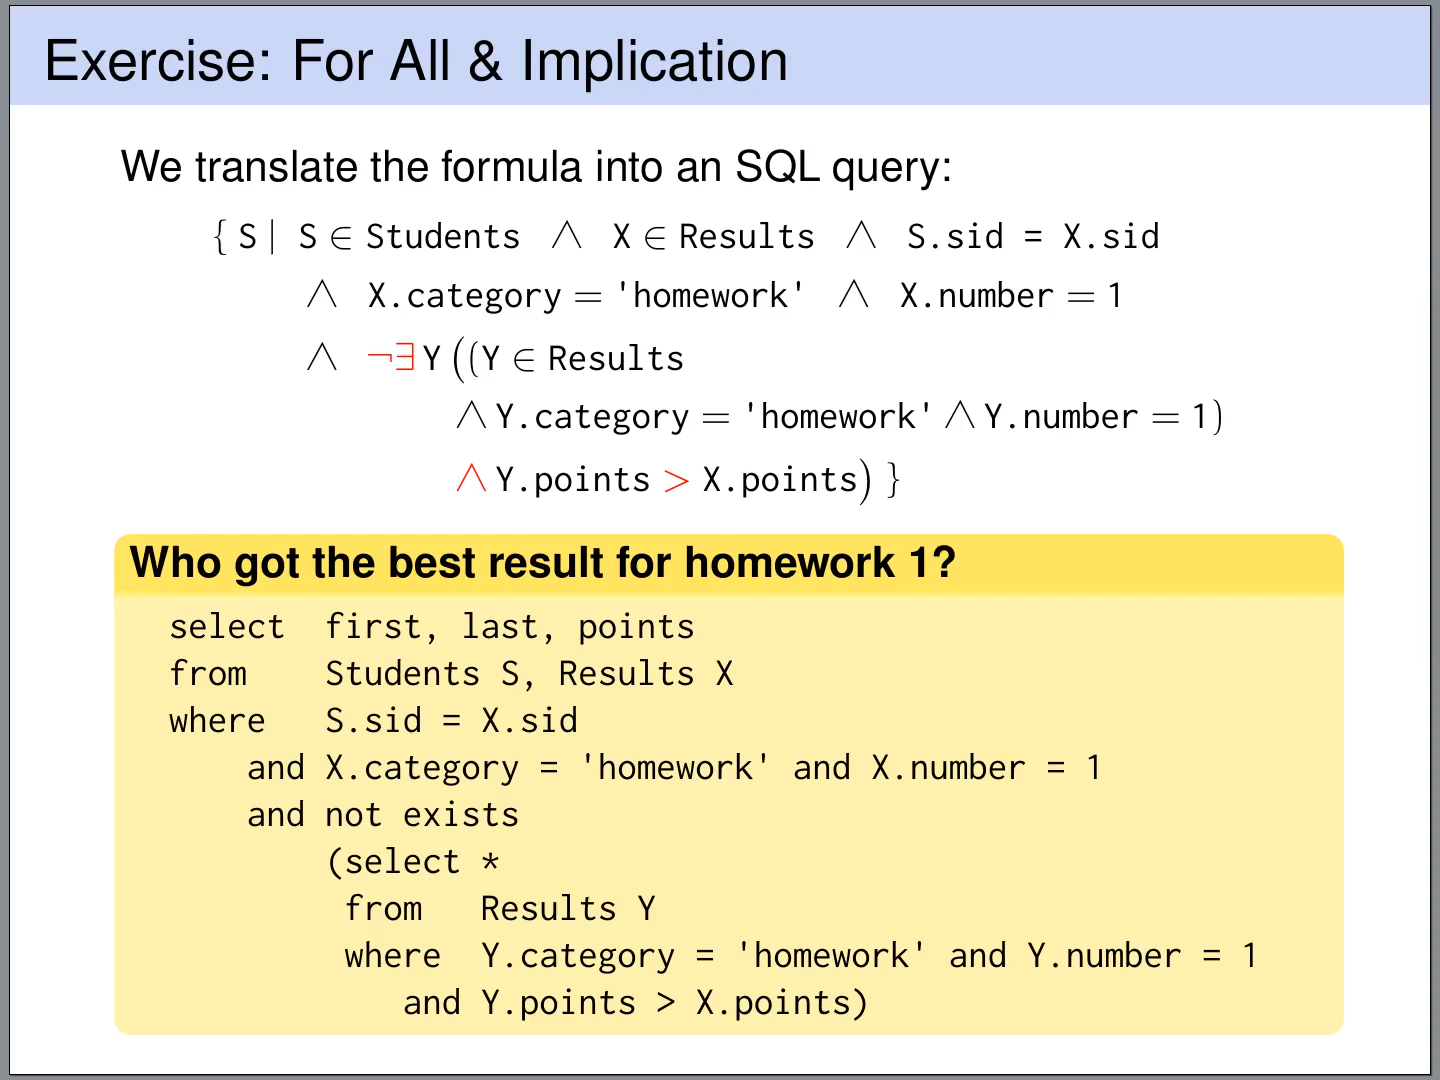 Exercise: For All & Implication
We translate the formula into an SQL query:
{ S | S ∈ Students ∧ X ∈ Results ∧ S.sid = X.sid
∧ X.category = 'homework' ∧ X.number = 1
∧ ¬∃ Y ((Y ∈ Results
∧ Y.category = 'homework' ∧ Y.number = 1)
∧ Y.points > X.points) }
Who got the best result for homework 1?
select first, last, points
from Students S, Results X
where S.sid = X.sid
and X.category = 'homework' and X.number = 1
and not exists
(select *
from Results Y
where Y.category = 'homework' and Y.number = 1
and Y.points > X.points)